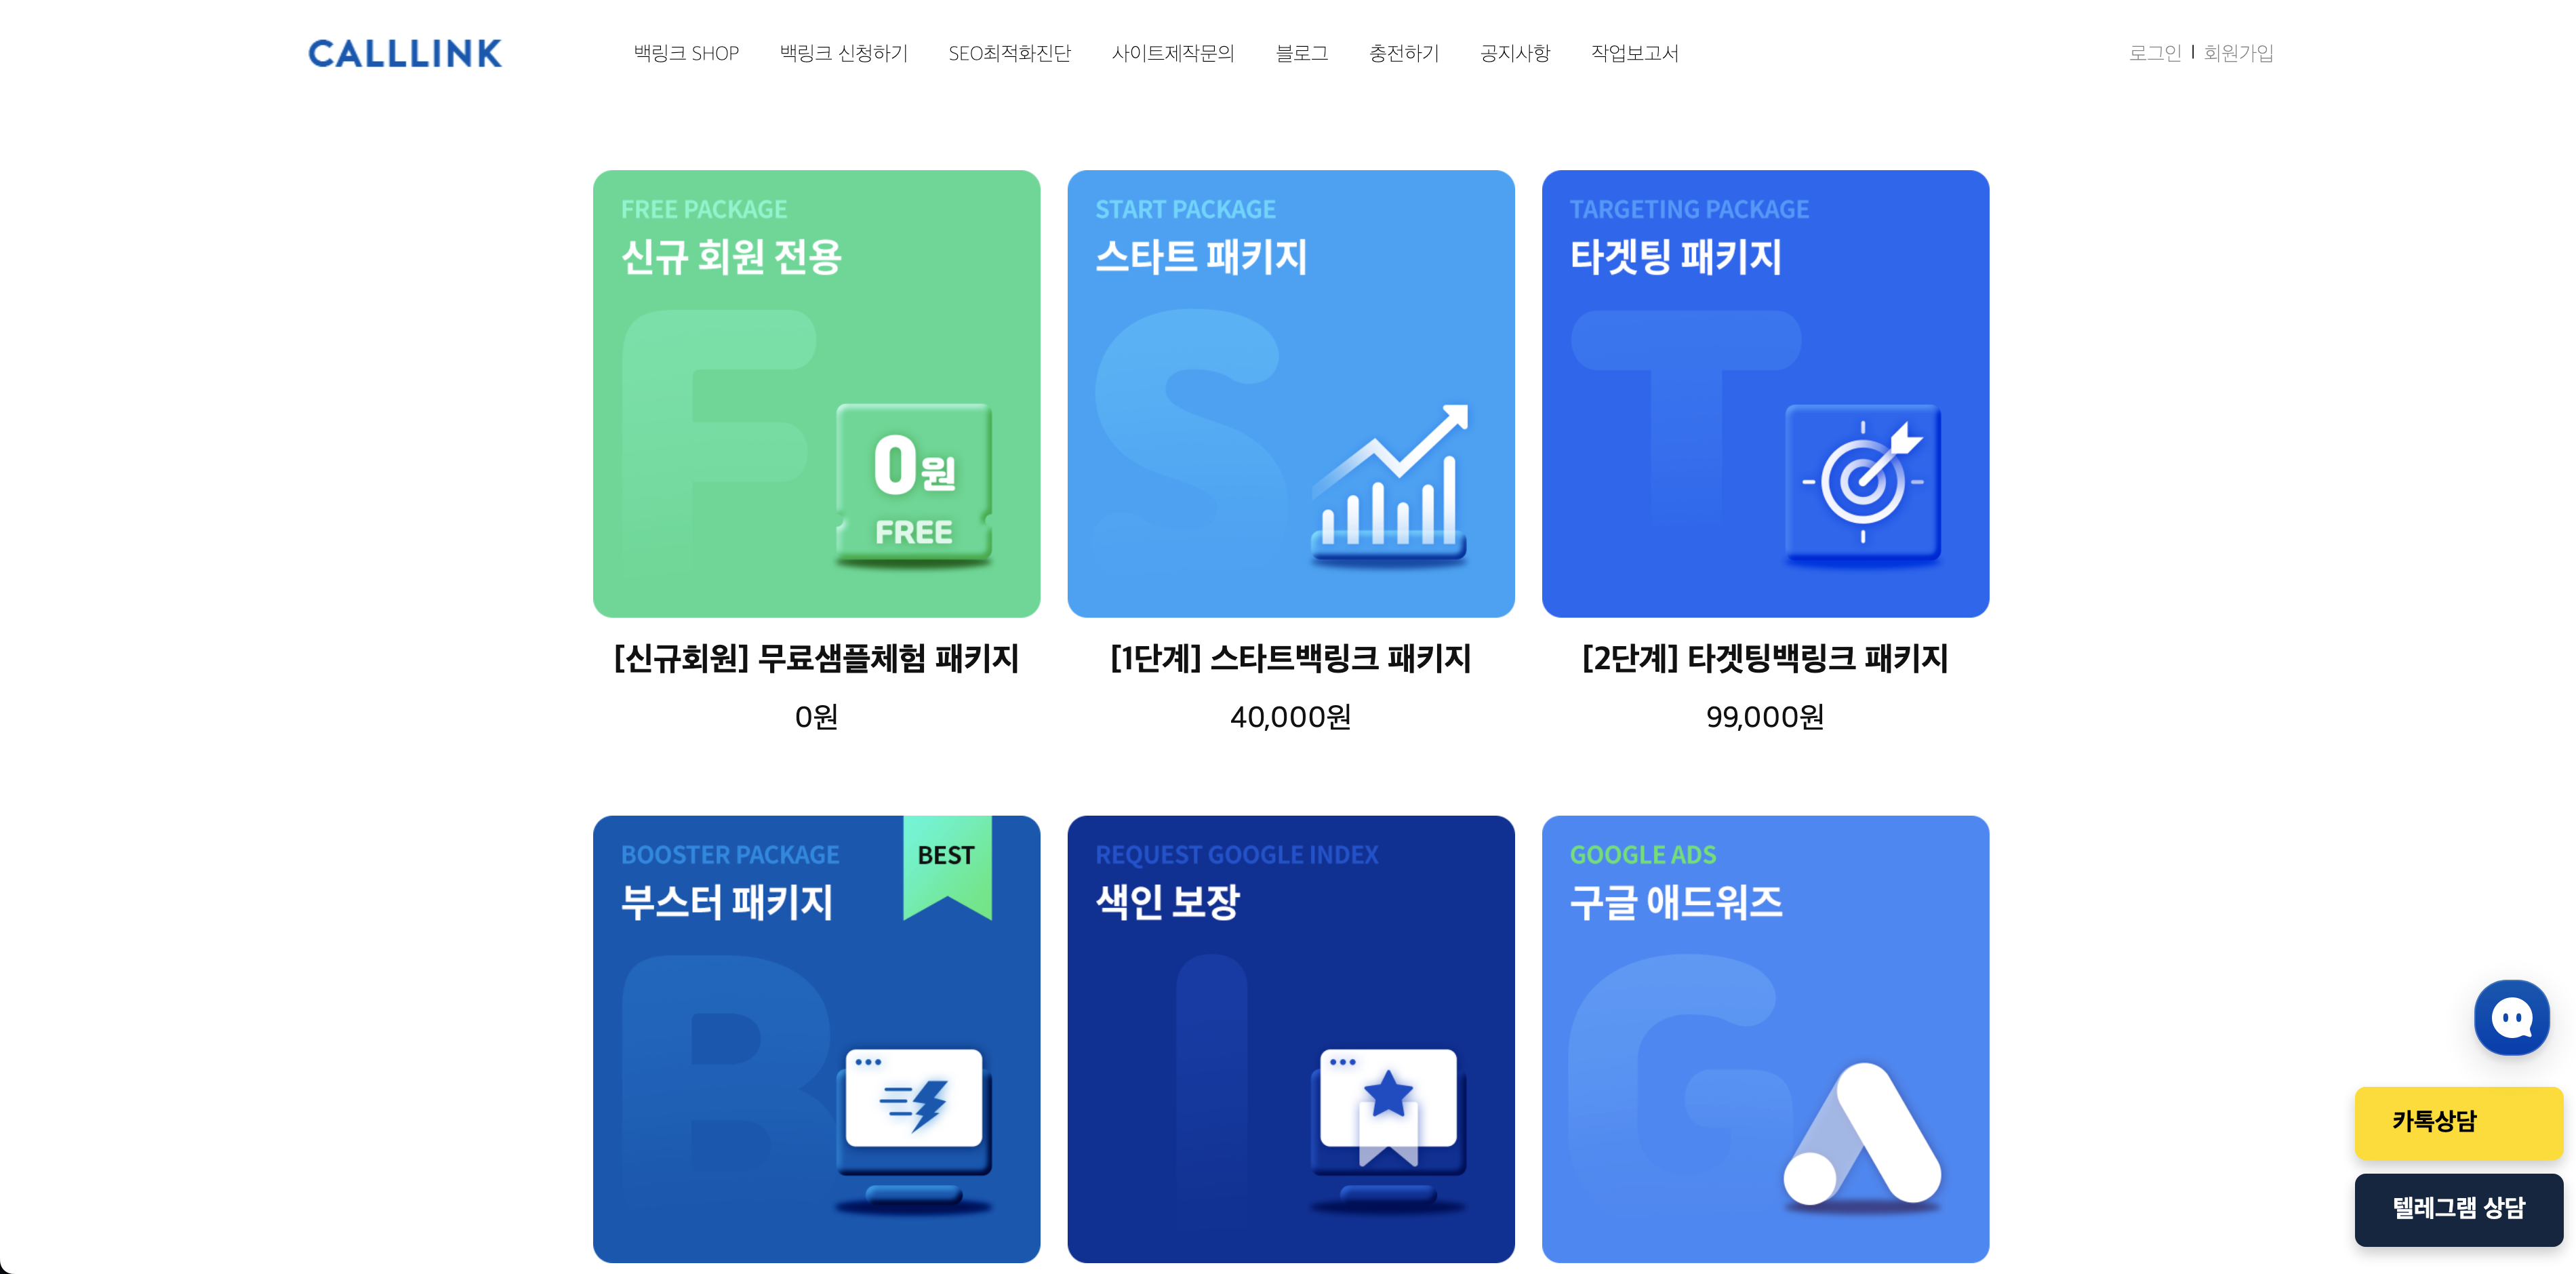 CALLLINK
백링크 SHOP
백링크 신청하기
SEO최적화진단
사이트제작문의
블로그
충전하기
공지사항
작업보고서
로그인 | 회원가입
FREE PACKAGE
신규 회원 전용
F
0원
FREE
[신규회원] 무료샘플체험 패키지
0원
START PACKAGE
스타트 패키지
S
[1단계] 스타트백링크 패키지
40,000원
TARGETING PACKAGE
타겟팅 패키지
T
[2단계] 타겟팅백링크 패키지
99,000원
BOOSTER PACKAGE
부스터 패키지
BEST
B
REQUEST GOOGLE INDEX
색인 보장
I
GOOGLE ADS
구글 애드워즈
G
카톡상담
텔레그램 상담